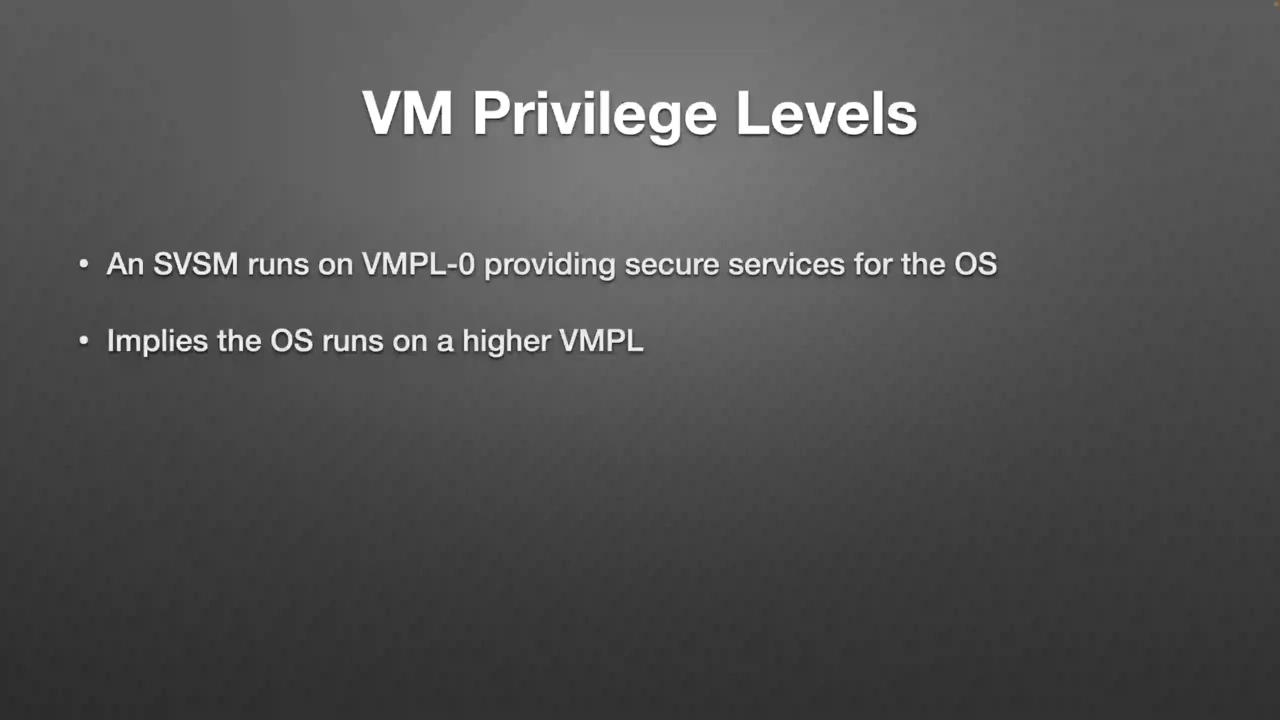 VM Privilege Levels
• An SVSM runs on VMPL-0 providing secure services for the OS
• Implies the OS runs on a higher VMPL